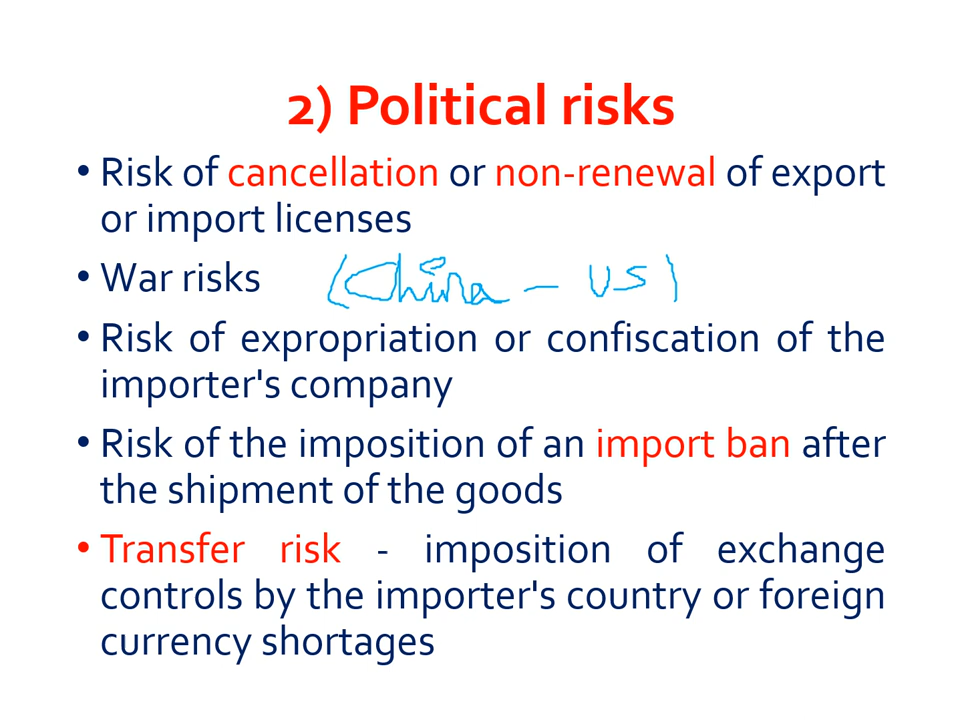 2) Political risks
• Risk of cancellation or non-renewal of export
or import licenses
• War risks (China - US)
• Risk of expropriation or confiscation of the
importer's company
• Risk of the imposition of an import ban after
the shipment of the goods
• Transfer risk - imposition of exchange
controls by the importer's country or foreign
currency shortages